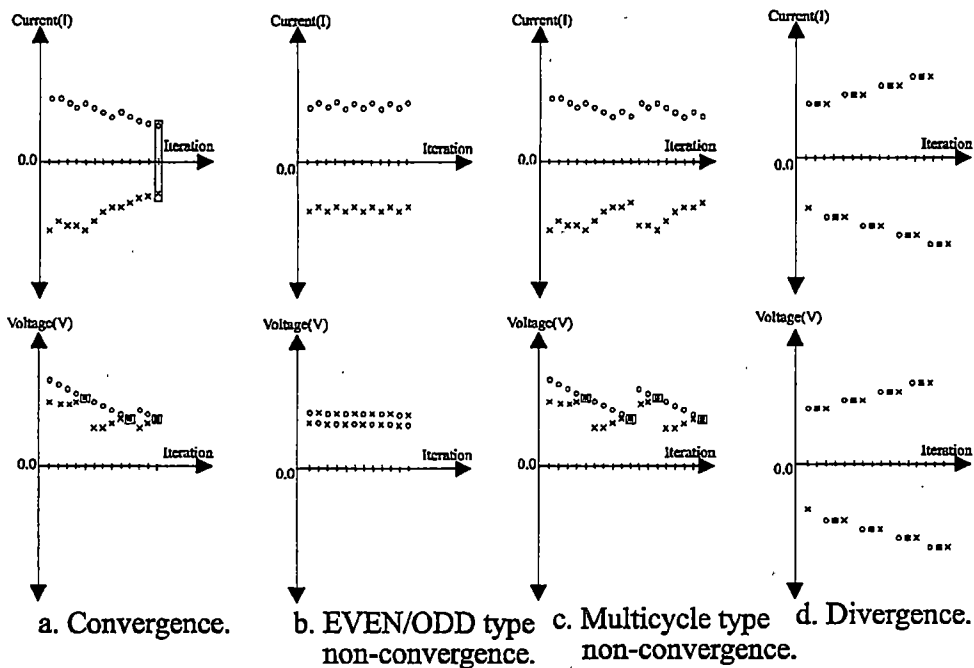 Current(I)
Current(I)
Current(I)
Current(I)
0.0
Iteration
0.0
Iteration
0.0
Iteration
0.0
Iteration
Voltage(V)
Voltage(V)
Voltage(V)
Voltage(V)
0.0
Iteration
0.0
Iteration
0.0
Iteration
0.0
Iteration
a. Convergence.
b. EVEN/ODD type
non-convergence.
c. Multicycle type
non-convergence.
d. Divergence.